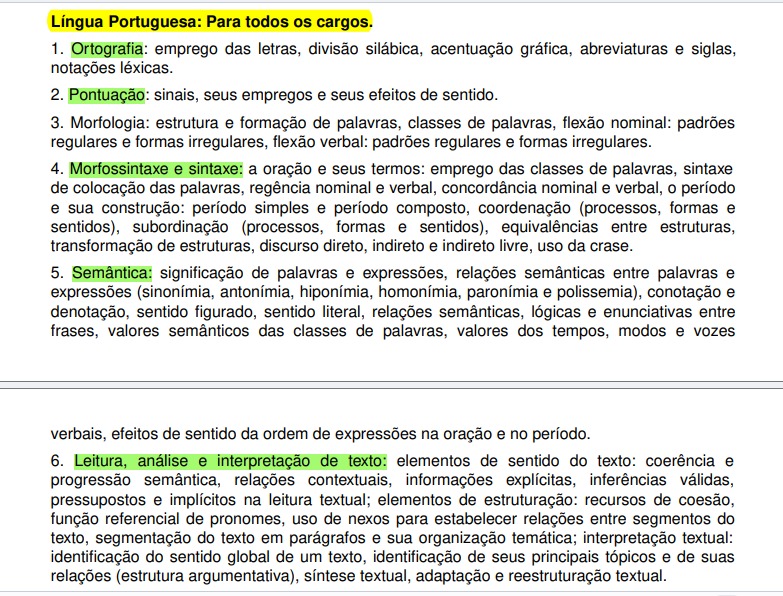 Língua Portuguesa: Para todos os cargos.
1. Ortografia: emprego das letras, divisão silábica, acentuação gráfica, abreviaturas e siglas,
notações léxicas.
2. Pontuação: sinais, seus empregos e seus efeitos de sentido.
3. Morfologia: estrutura e formação de palavras, classes de palavras, flexão nominal: padrões
regulares e formas irregulares, flexão verbal: padrões regulares e formas irregulares.
4. Morfossintaxe e sintaxe: a oração e seus termos: emprego das classes de palavras, sintaxe
de colocação das palavras, regência nominal e verbal, concordância nominal e verbal, o período
e sua construção: período simples e período composto, coordenação (processos, formas e
sentidos), subordinação (processos, formas e sentidos), equivalências entre estruturas,
transformação de estruturas, discurso direto, indireto e indireto livre, uso da crase.
5. Semântica: significação de palavras e expressões, relações semânticas entre palavras e
expressões (sinonímia, antonímia, hiponímia, homonímia, paronímia e polissemia), conotação e
denotação, sentido figurado, sentido literal, relações semânticas, lógicas e enunciativas entre
frases, valores semânticos das classes de palavras, valores dos tempos, modos e vozes
verbais, efeitos de sentido da ordem de expressões na oração e no período.
6. Leitura, análise e interpretação de texto: elementos de sentido do texto: coerência e
progressão semântica, relações contextuais, informações explícitas, inferências válidas,
pressupostos e implícitos na leitura textual; elementos de estruturação: recursos de coesão,
função referencial de pronomes, uso de nexos para estabelecer relações entre segmentos do
texto, segmentação do texto em parágrafos e sua organização temática; interpretação textual:
identificação do sentido global de um texto, identificação de seus principais tópicos e de suas
relações (estrutura argumentativa), síntese textual, adaptação e reestruturação textual.